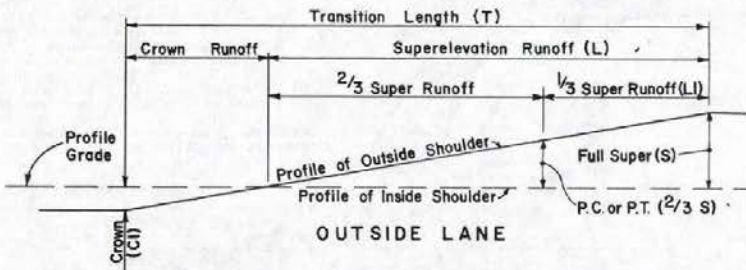 Transition Length (T)
Crown Runoff
Superelevation Runoff (L)
2/3 Super Runoff
1/3 Super Runoff (L1)
Profile
Grade
Profile of Outside Shoulder
Full Super (S)
Profile of Inside Shoulder
P.C. or P.T. (2/3 S)
Crown
(C1)
OUTSIDE LANE